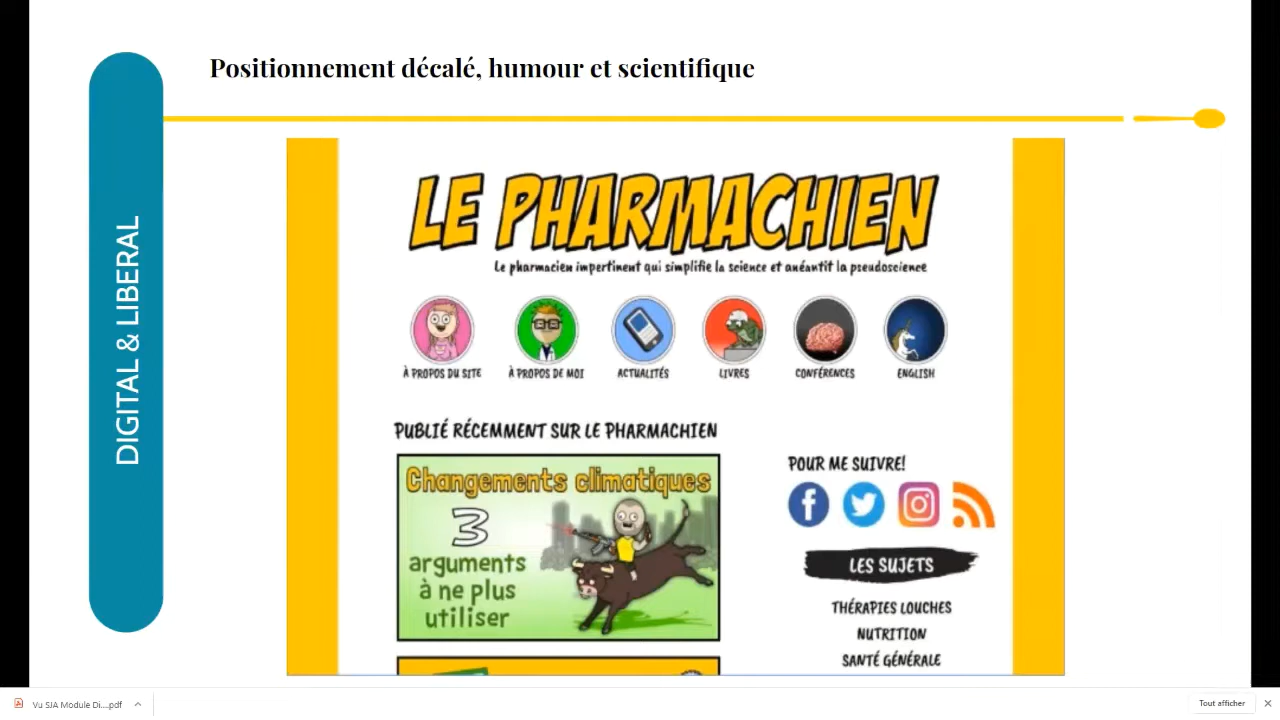 Positionnement décalé, humour et scientifique
DIGITAL & LIBERAL
LE PHARMACHIEN
Le pharmacien impertinent qui simplifie la science et anéantit la pseudoscience
À PROPOS DU SITE
À PROPOS DE MOI
ACTUALITÉS
LIVRES
CONFÉRENCES
ENGLISH
PUBLIÉ RÉCEMMENT SUR LE PHARMACHIEN
Changements climatiques
3
arguments
à ne plus
utiliser
POUR ME SUIVRE!
LES SUJETS
THÉRAPIES LOUCHES
NUTRITION
SANTÉ GÉNÉRALE
Vu SJA Module Di....pdf
Tout afficher